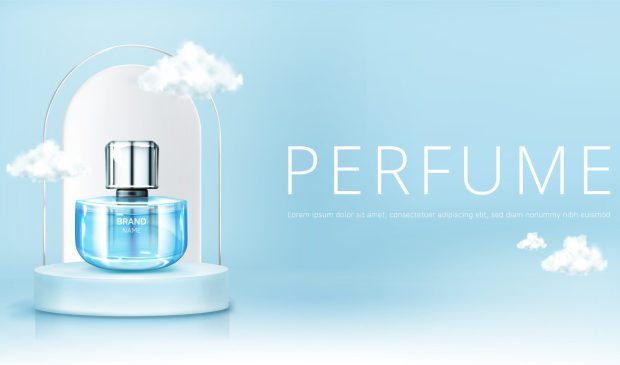 BRAND
NAME
PERFUME
Lorem ipsum dolor sit amet, consectetuer adipiscing elit, sed diam nonummy nibh euismod